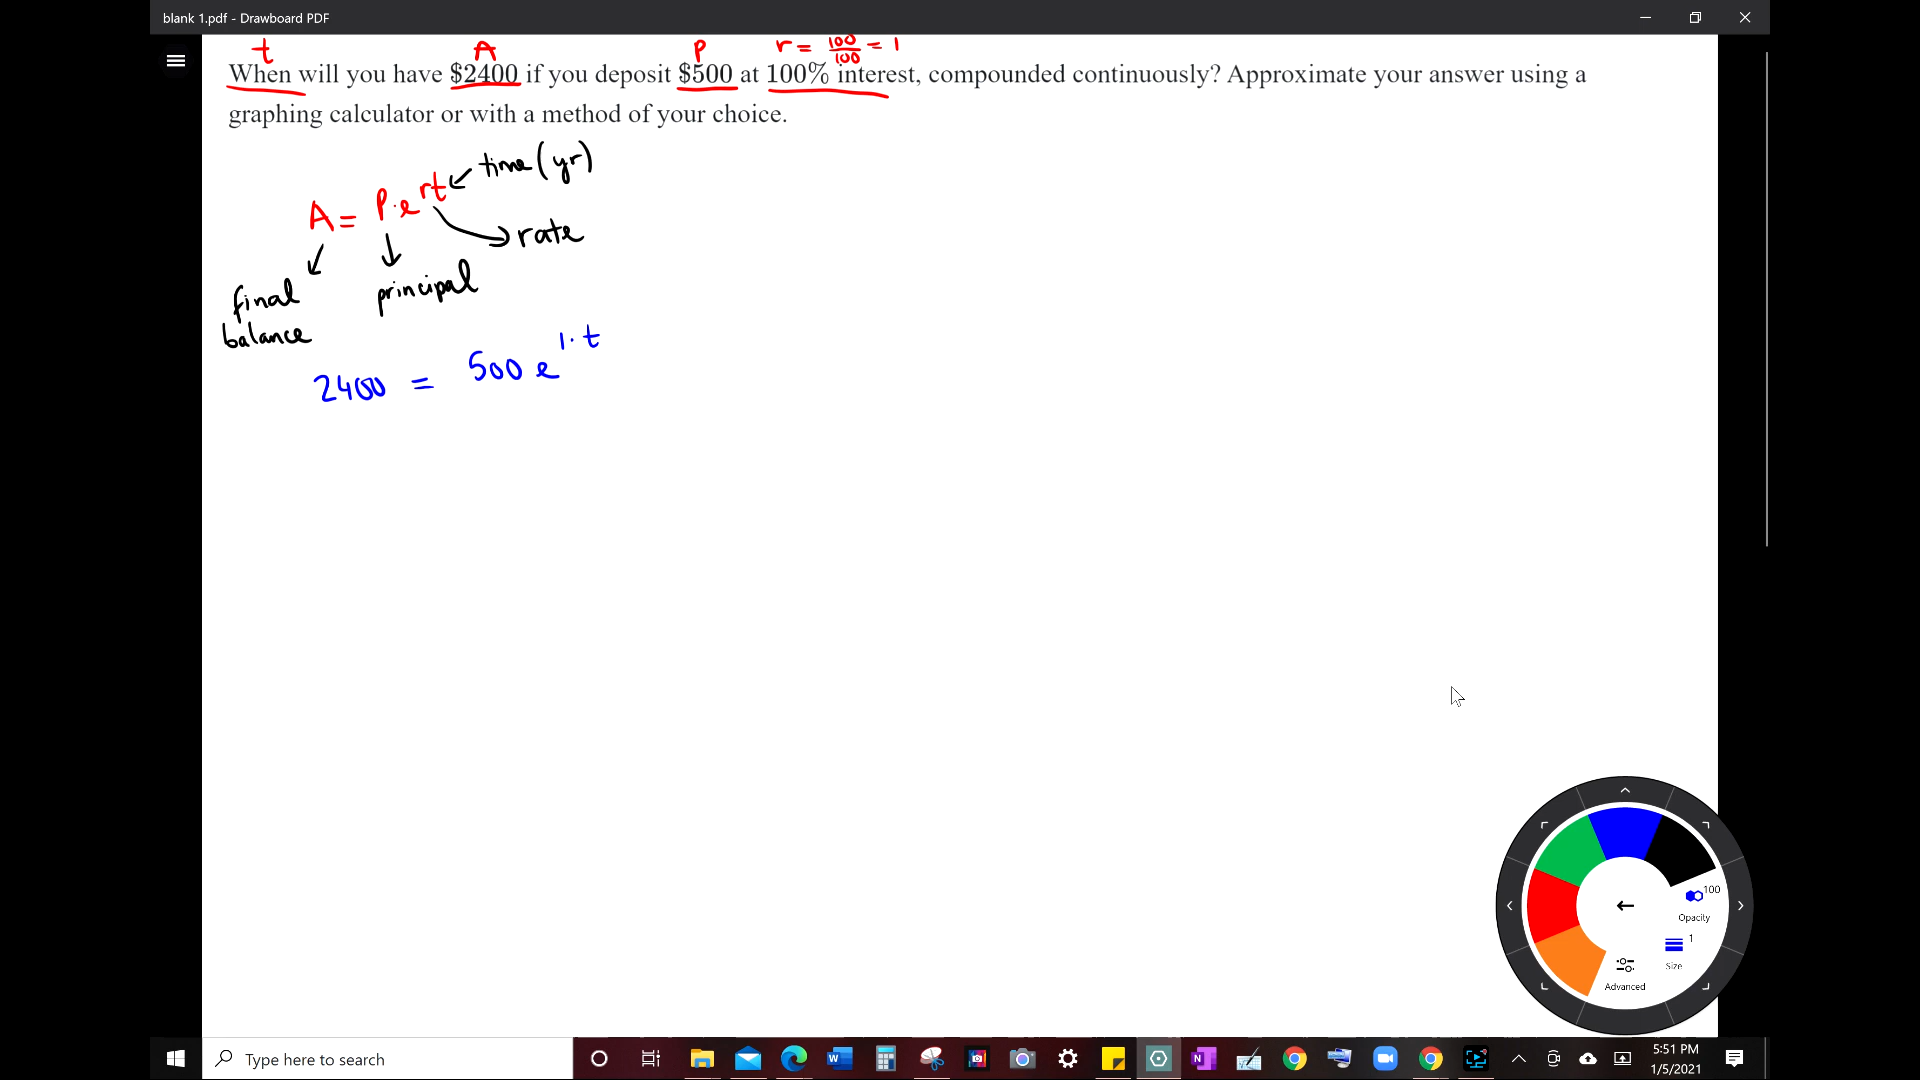 blank 1.pdf - Drawboard PDF
t A P r = 100/100 = 1
When will you have $2400 if you deposit $500 at 100% interest, compounded continuously? Approximate your answer using a
graphing calculator or with a method of your choice.
time (yr)
A = P·e^rt
rate
principal
final
balance
2400 = 500 e^1·t
100
Opacity
1
Size
Advanced
Type here to search
5:51 PM
1/5/2021